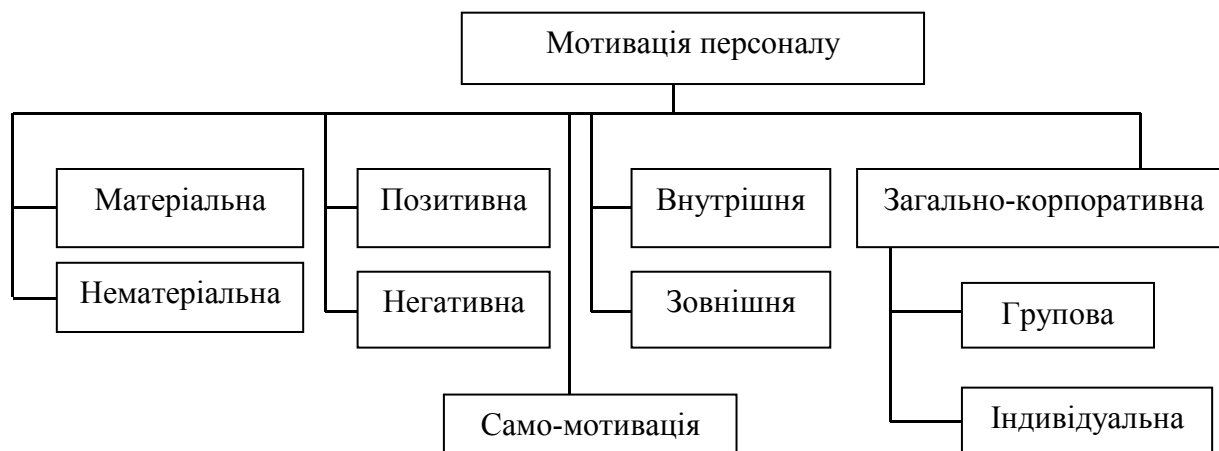 Мотивація персоналу
Матеріальна
Позитивна
Внутрішня
Загально-корпоративна
Нематеріальна
Негативна
Зовнішня
Групова
Само-мотивація
Індивідуальна